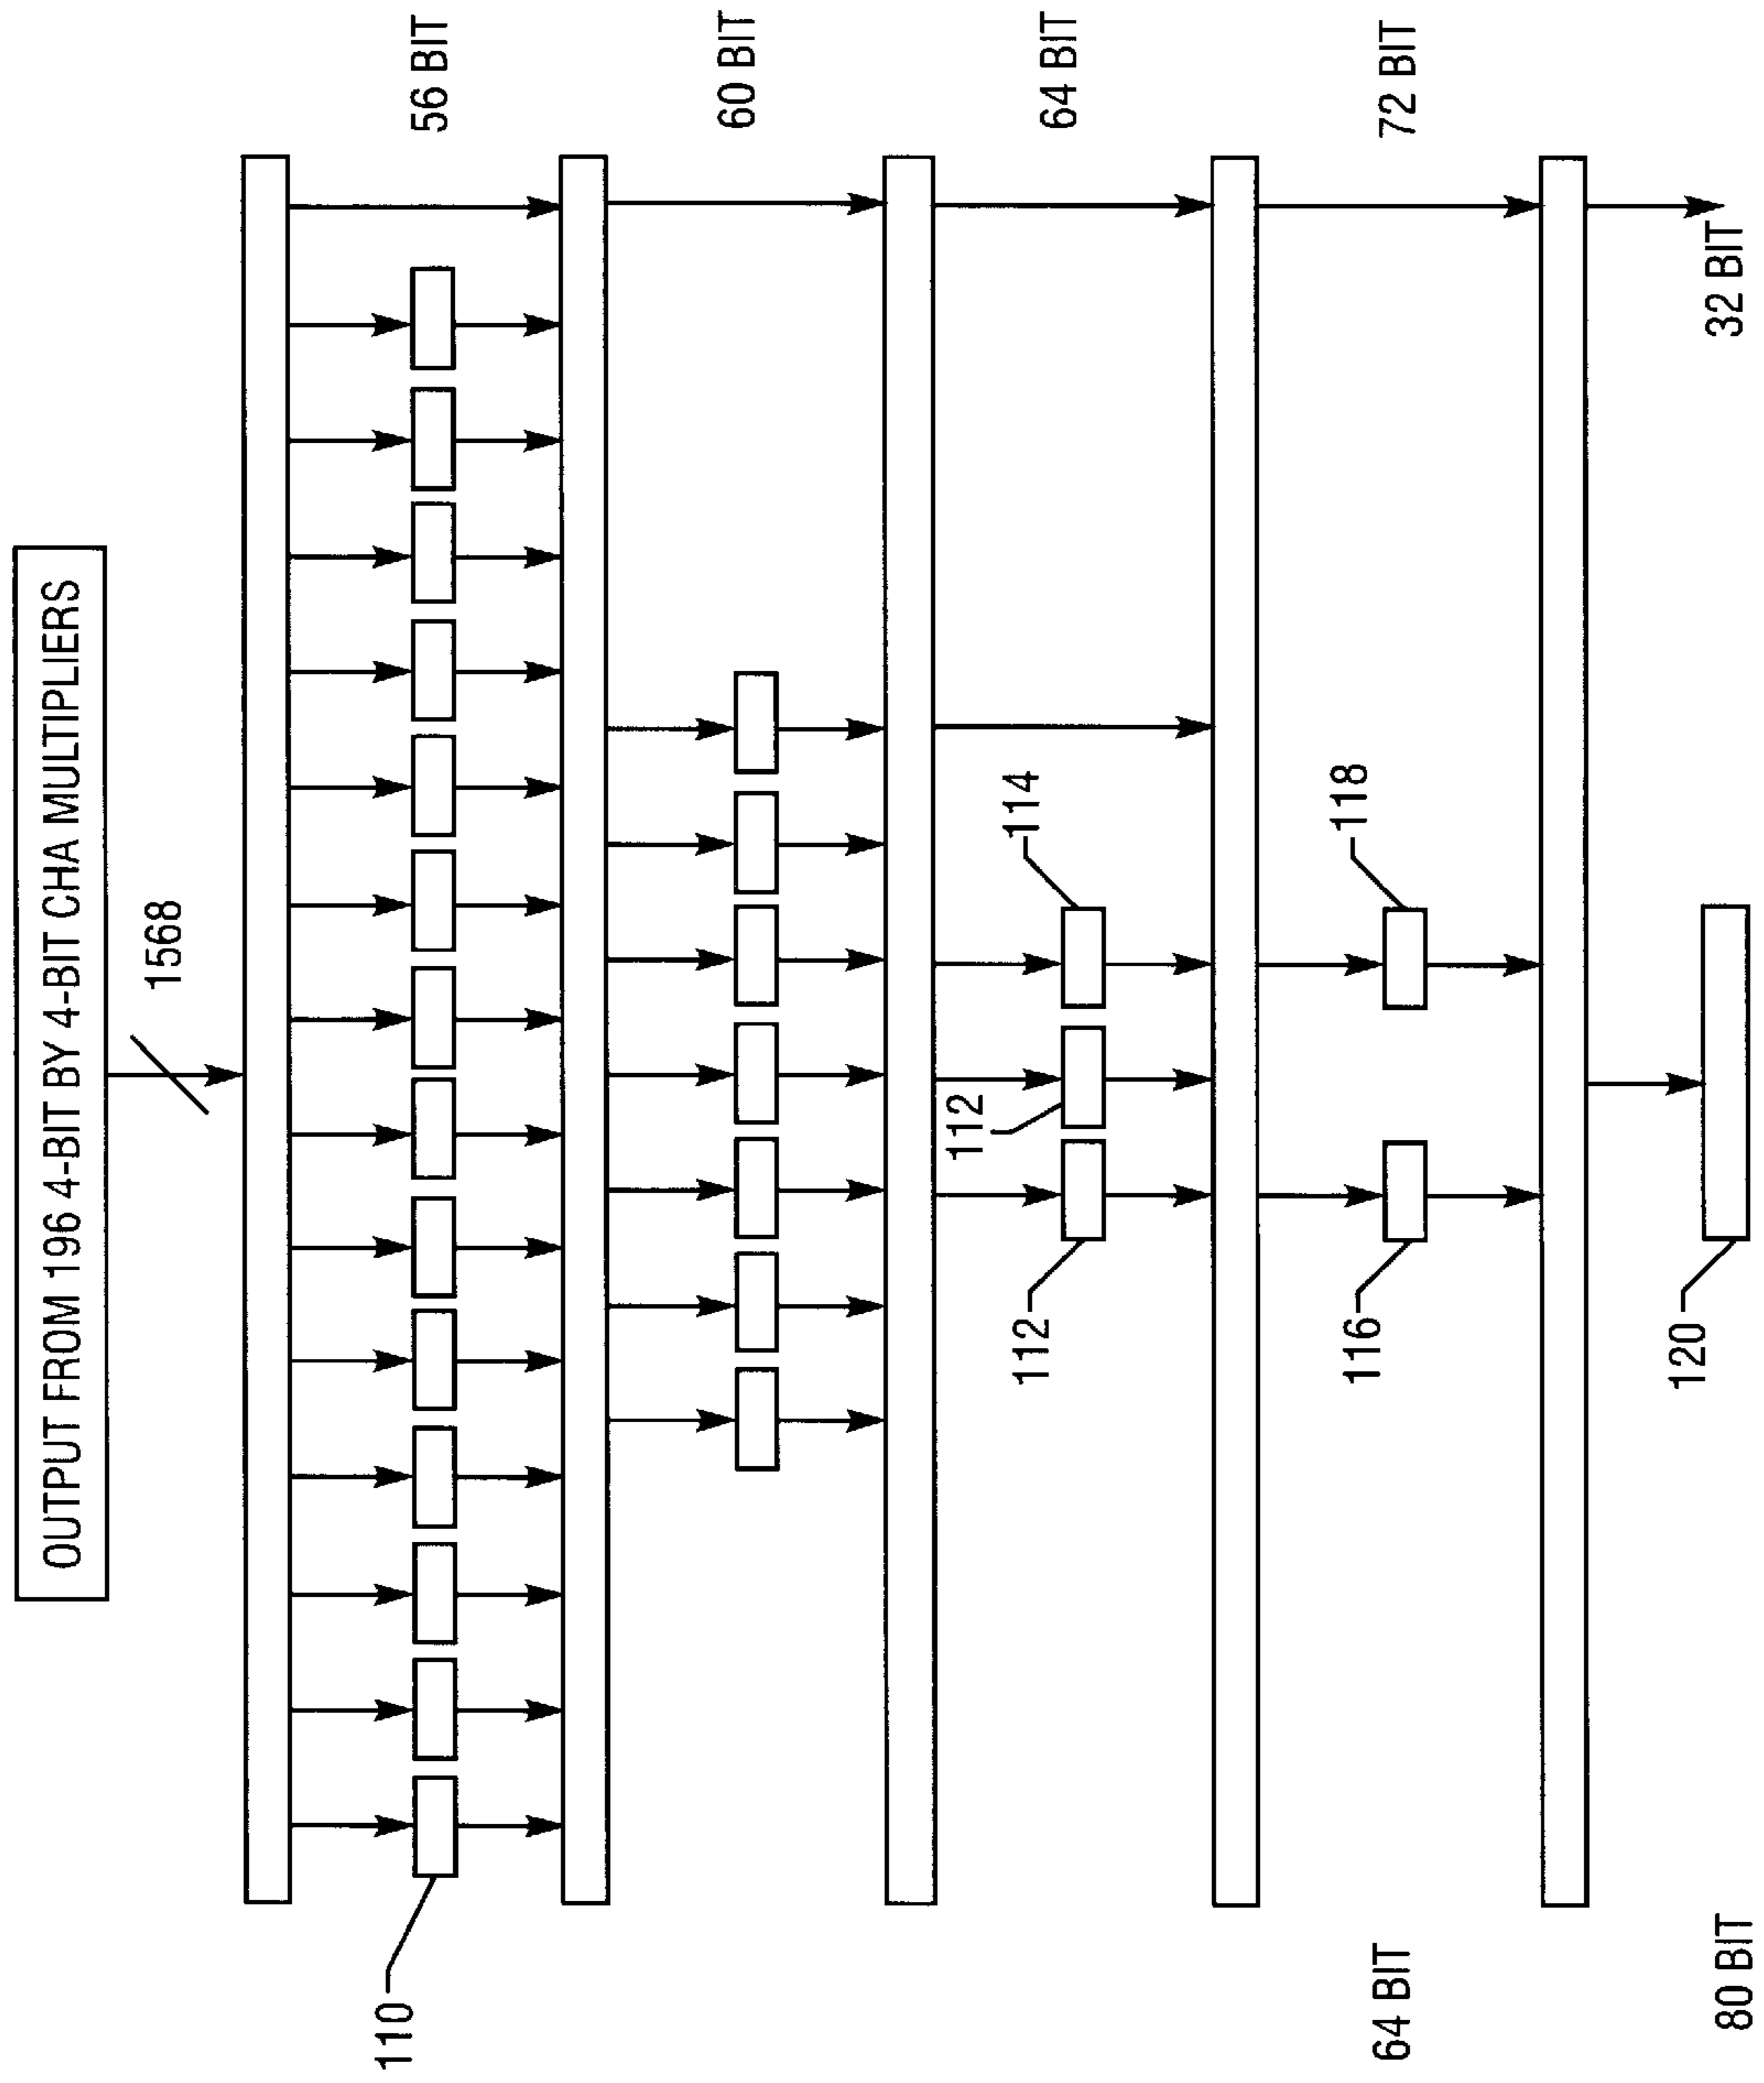 OUTPUT FROM 196 4-BIT BY 4-BIT CHA MULTIPLIERS
1568
56 BIT
110
60 BIT
64 BIT
112
112
114
72 BIT
64 BIT
116
118
80 BIT
120
32 BIT